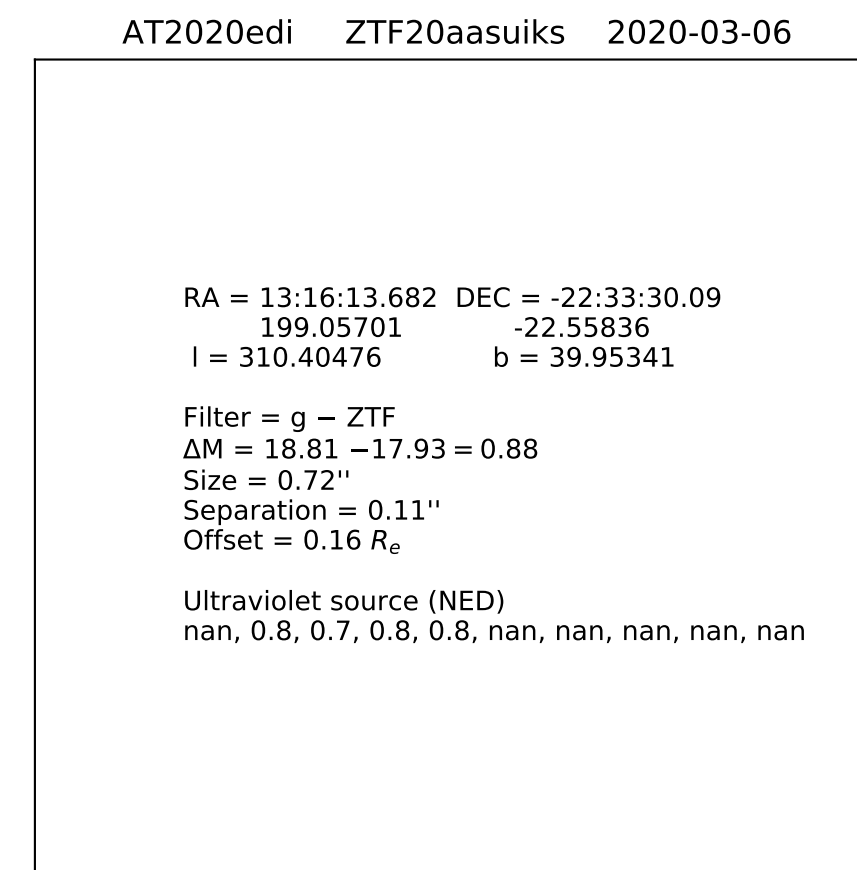 AT2020edi ZTF20aasuiks 2020-03-06
RA = 13:16:13.682 DEC = -22:33:30.09
199.05701 -22.55836
l = 310.40476 b = 39.95341
Filter = g − ZTF
ΔM = 18.81 −17.93 = 0.88
Size = 0.72''
Separation = 0.11''
Offset = 0.16 Rₑ
Ultraviolet source (NED)
nan, 0.8, 0.7, 0.8, 0.8, nan, nan, nan, nan, nan